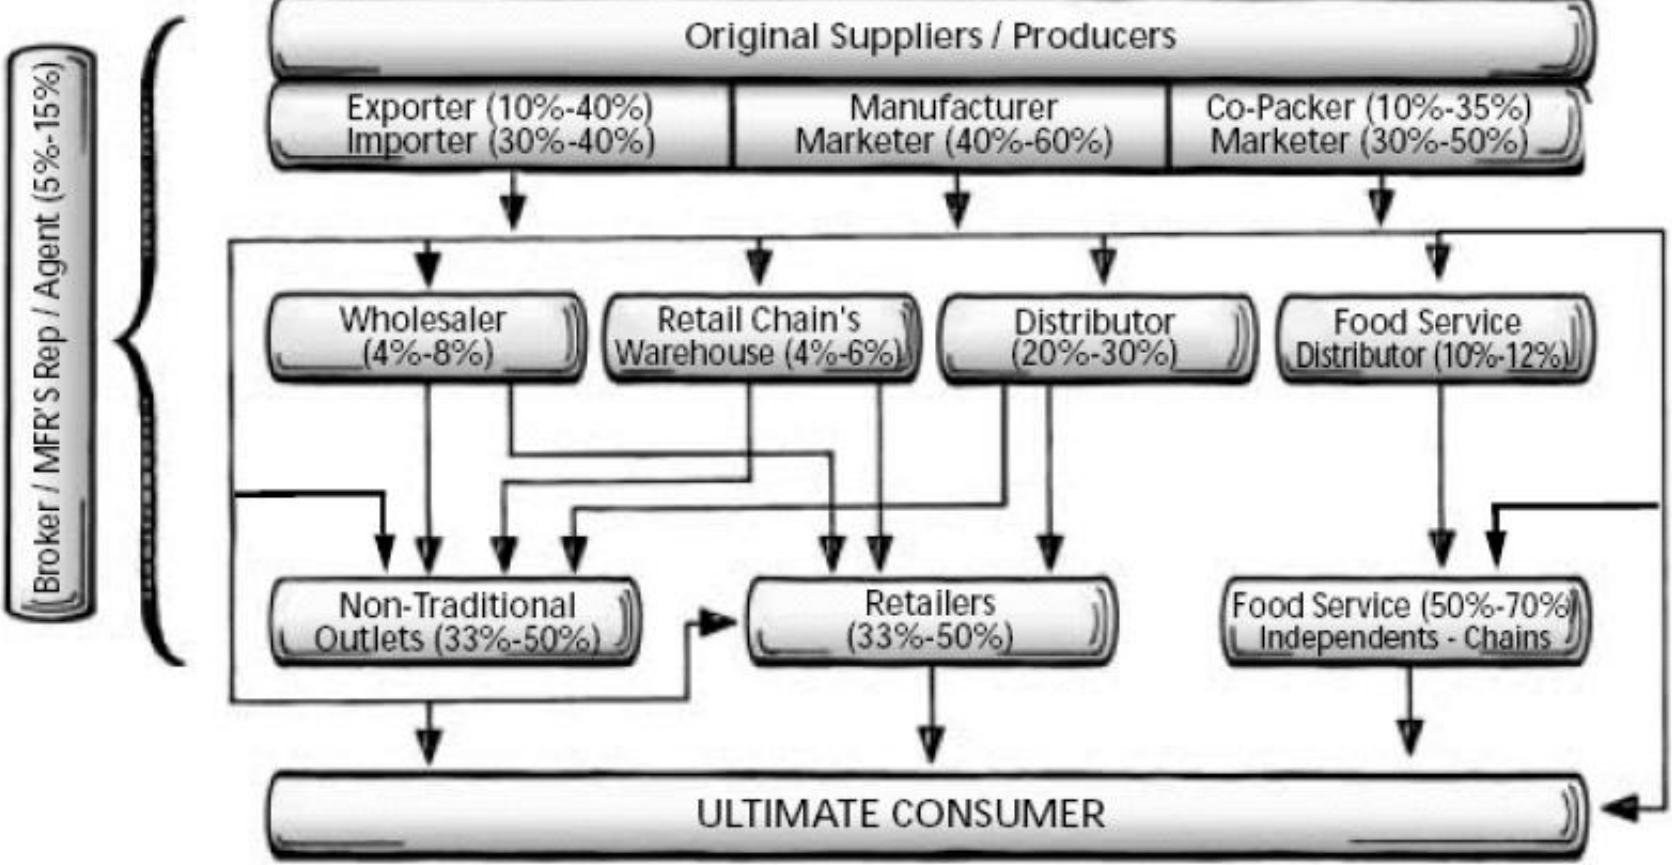 Original Suppliers / Producers
Exporter (10%-40%)
Importer (30%-40%)
Manufacturer
Marketer (40%-60%)
Co-Packer (10%-35%)
Marketer (30%-50%)
Broker / MFR'S Rep / Agent (5%-15%)
Wholesaler
(4%-8%)
Retail Chain's
Warehouse (4%-6%)
Distributor
(20%-30%)
Food Service
Distributor (10%-12%)
Non-Traditional
Outlets (33%-50%)
Retailers
(33%-50%)
Food Service (50%-70%)
Independents - Chains
ULTIMATE CONSUMER